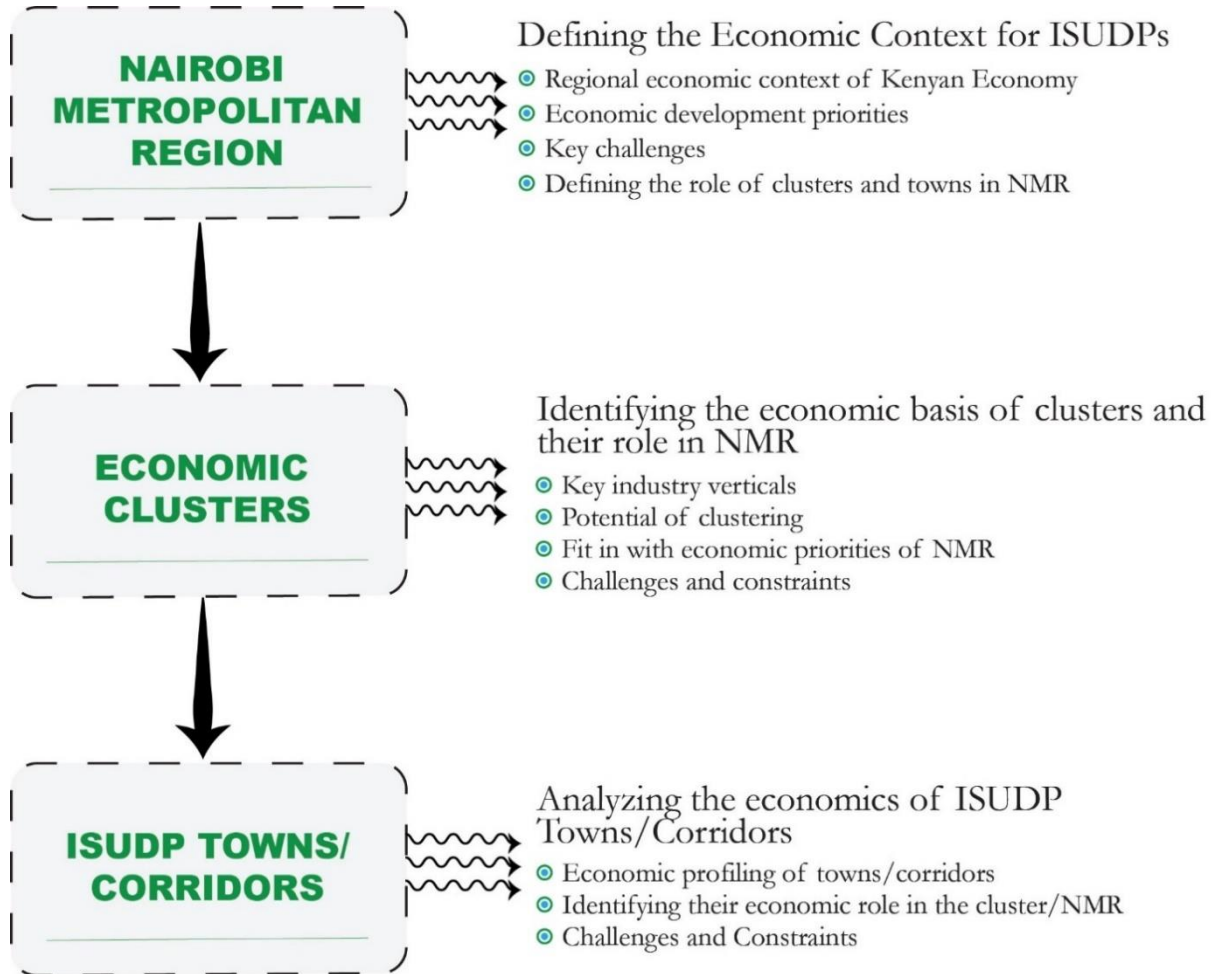 NAIROBI
METROPOLITAN
REGION
Defining the Economic Context for ISUDPs
Regional economic context of Kenyan Economy
Economic development priorities
Key challenges
Defining the role of clusters and towns in NMR
ECONOMIC
CLUSTERS
Identifying the economic basis of clusters and
their role in NMR
Key industry verticals
Potential of clustering
Fit in with economic priorities of NMR
Challenges and constraints
ISUDP TOWNS/
CORRIDORS
Analyzing the economics of ISUDP
Towns/Corridors
Economic profiling of towns/corridors
Identifying their economic role in the cluster/NMR
Challenges and Constraints